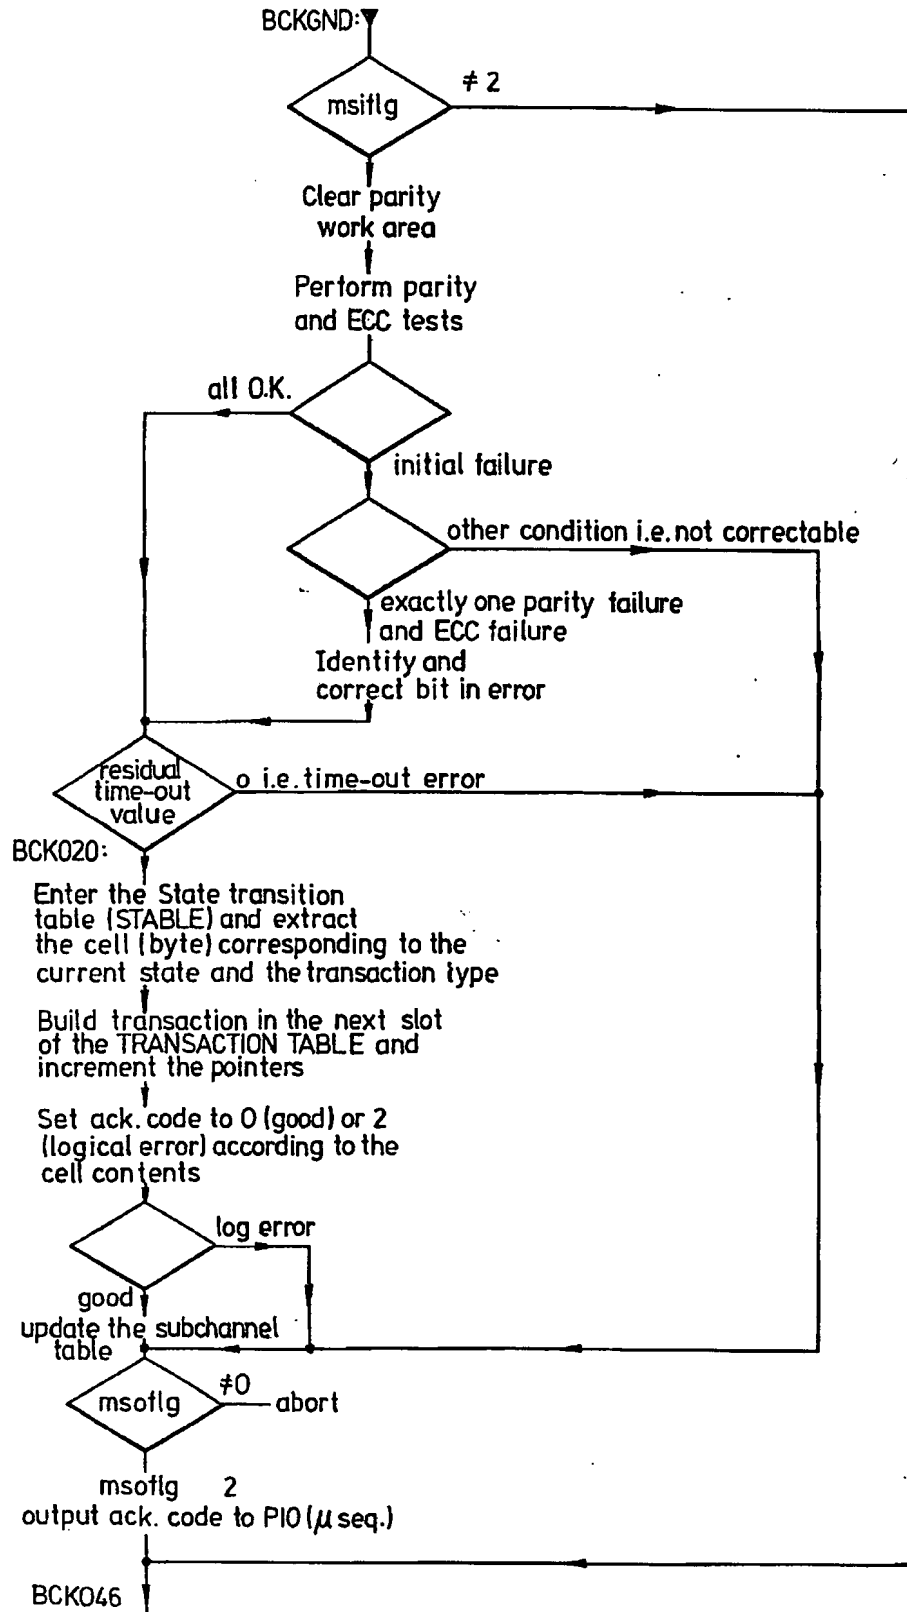 BCKGND:
≠ 2
msiflg
Clear parity
work area
Perform parity
and ECC tests
all O.K.
initial failure
other condition i.e. not correctable
exactly one parity failure
and ECC failure
Identify and
correct bit in error
residual
time-out
value
o i.e. time-out error
BCK020:
Enter the State transition
table (STABLE) and extract
the cell (byte) corresponding to the
current state and the transaction type
Build transaction in the next slot
of the TRANSACTION TABLE and
increment the pointers
Set ack. code to 0 (good) or 2
(logical error) according to the
cell contents
log error
good
update the subchannel
table
≠0
msoflg
abort
msoflg 2
output ack. code to PIO (μ seq.)
BCK046